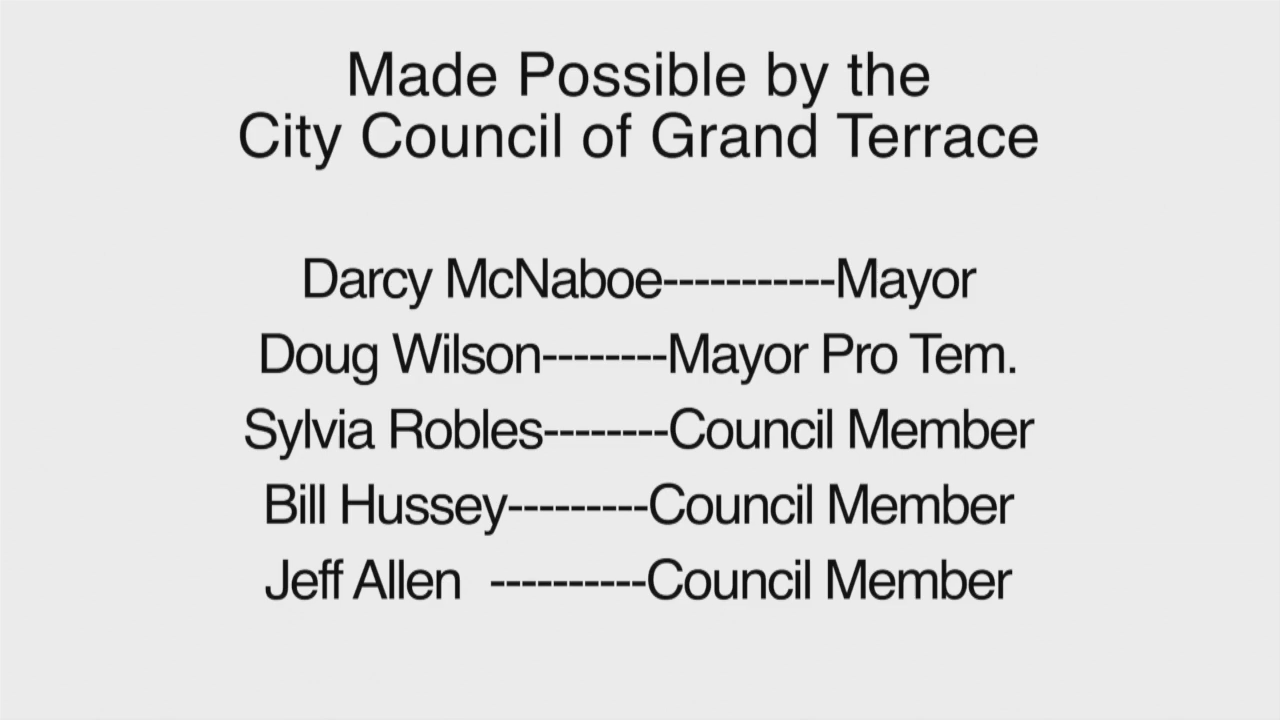 Made Possible by the
City Council of Grand Terrace
Darcy McNaboe-----------Mayor
Doug Wilson--------Mayor Pro Tem.
Sylvia Robles--------Council Member
Bill Hussey---------Council Member
Jeff Allen  ----------Council Member